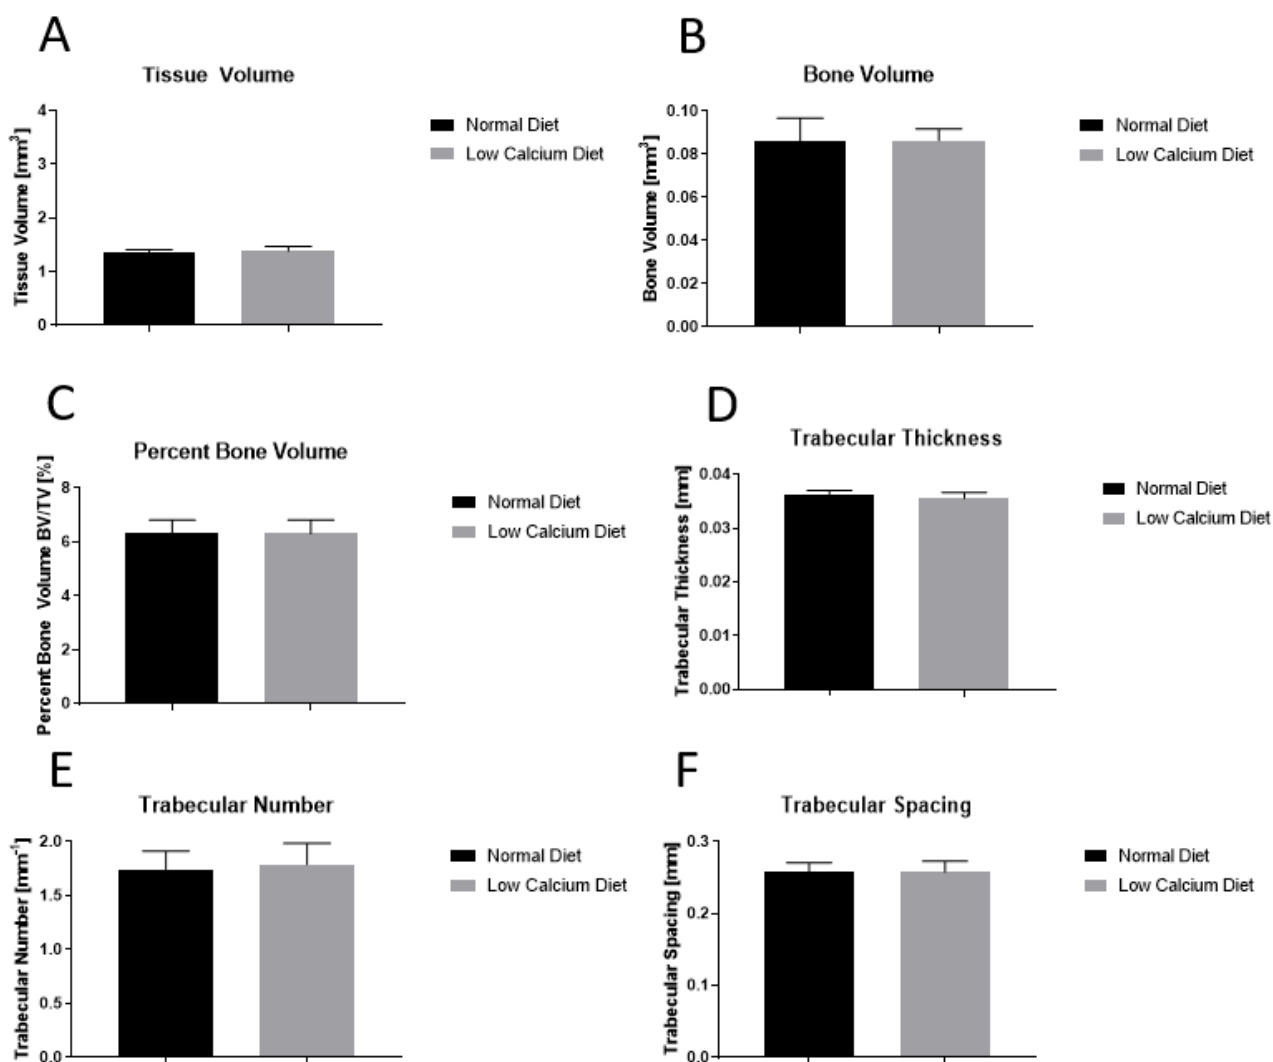 A
Tissue Volume
Tissue Volume [mm³]
4
3
2
1
0
Normal Diet
Low Calcium Diet
B
Bone Volume
Bone Volume [mm³]
0.10
0.08
0.06
0.04
0.02
0.00
Normal Diet
Low Calcium Diet
C
Percent Bone Volume
Percent Bone Volume BV/TV [%]
8
6
4
2
0
Normal Diet
Low Calcium Diet
D
Trabecular Thickness
Trabecular Thickness [mm]
0.04
0.03
0.02
0.01
0.00
Normal Diet
Low Calcium Diet
E
Trabecular Number
Trabecular Number [mm⁻¹]
2.0
1.5
1.0
0.5
0.0
Normal Diet
Low Calcium Diet
F
Trabecular Spacing
Trabecular Spacing [mm]
0.3
0.2
0.1
0.0
Normal Diet
Low Calcium Diet